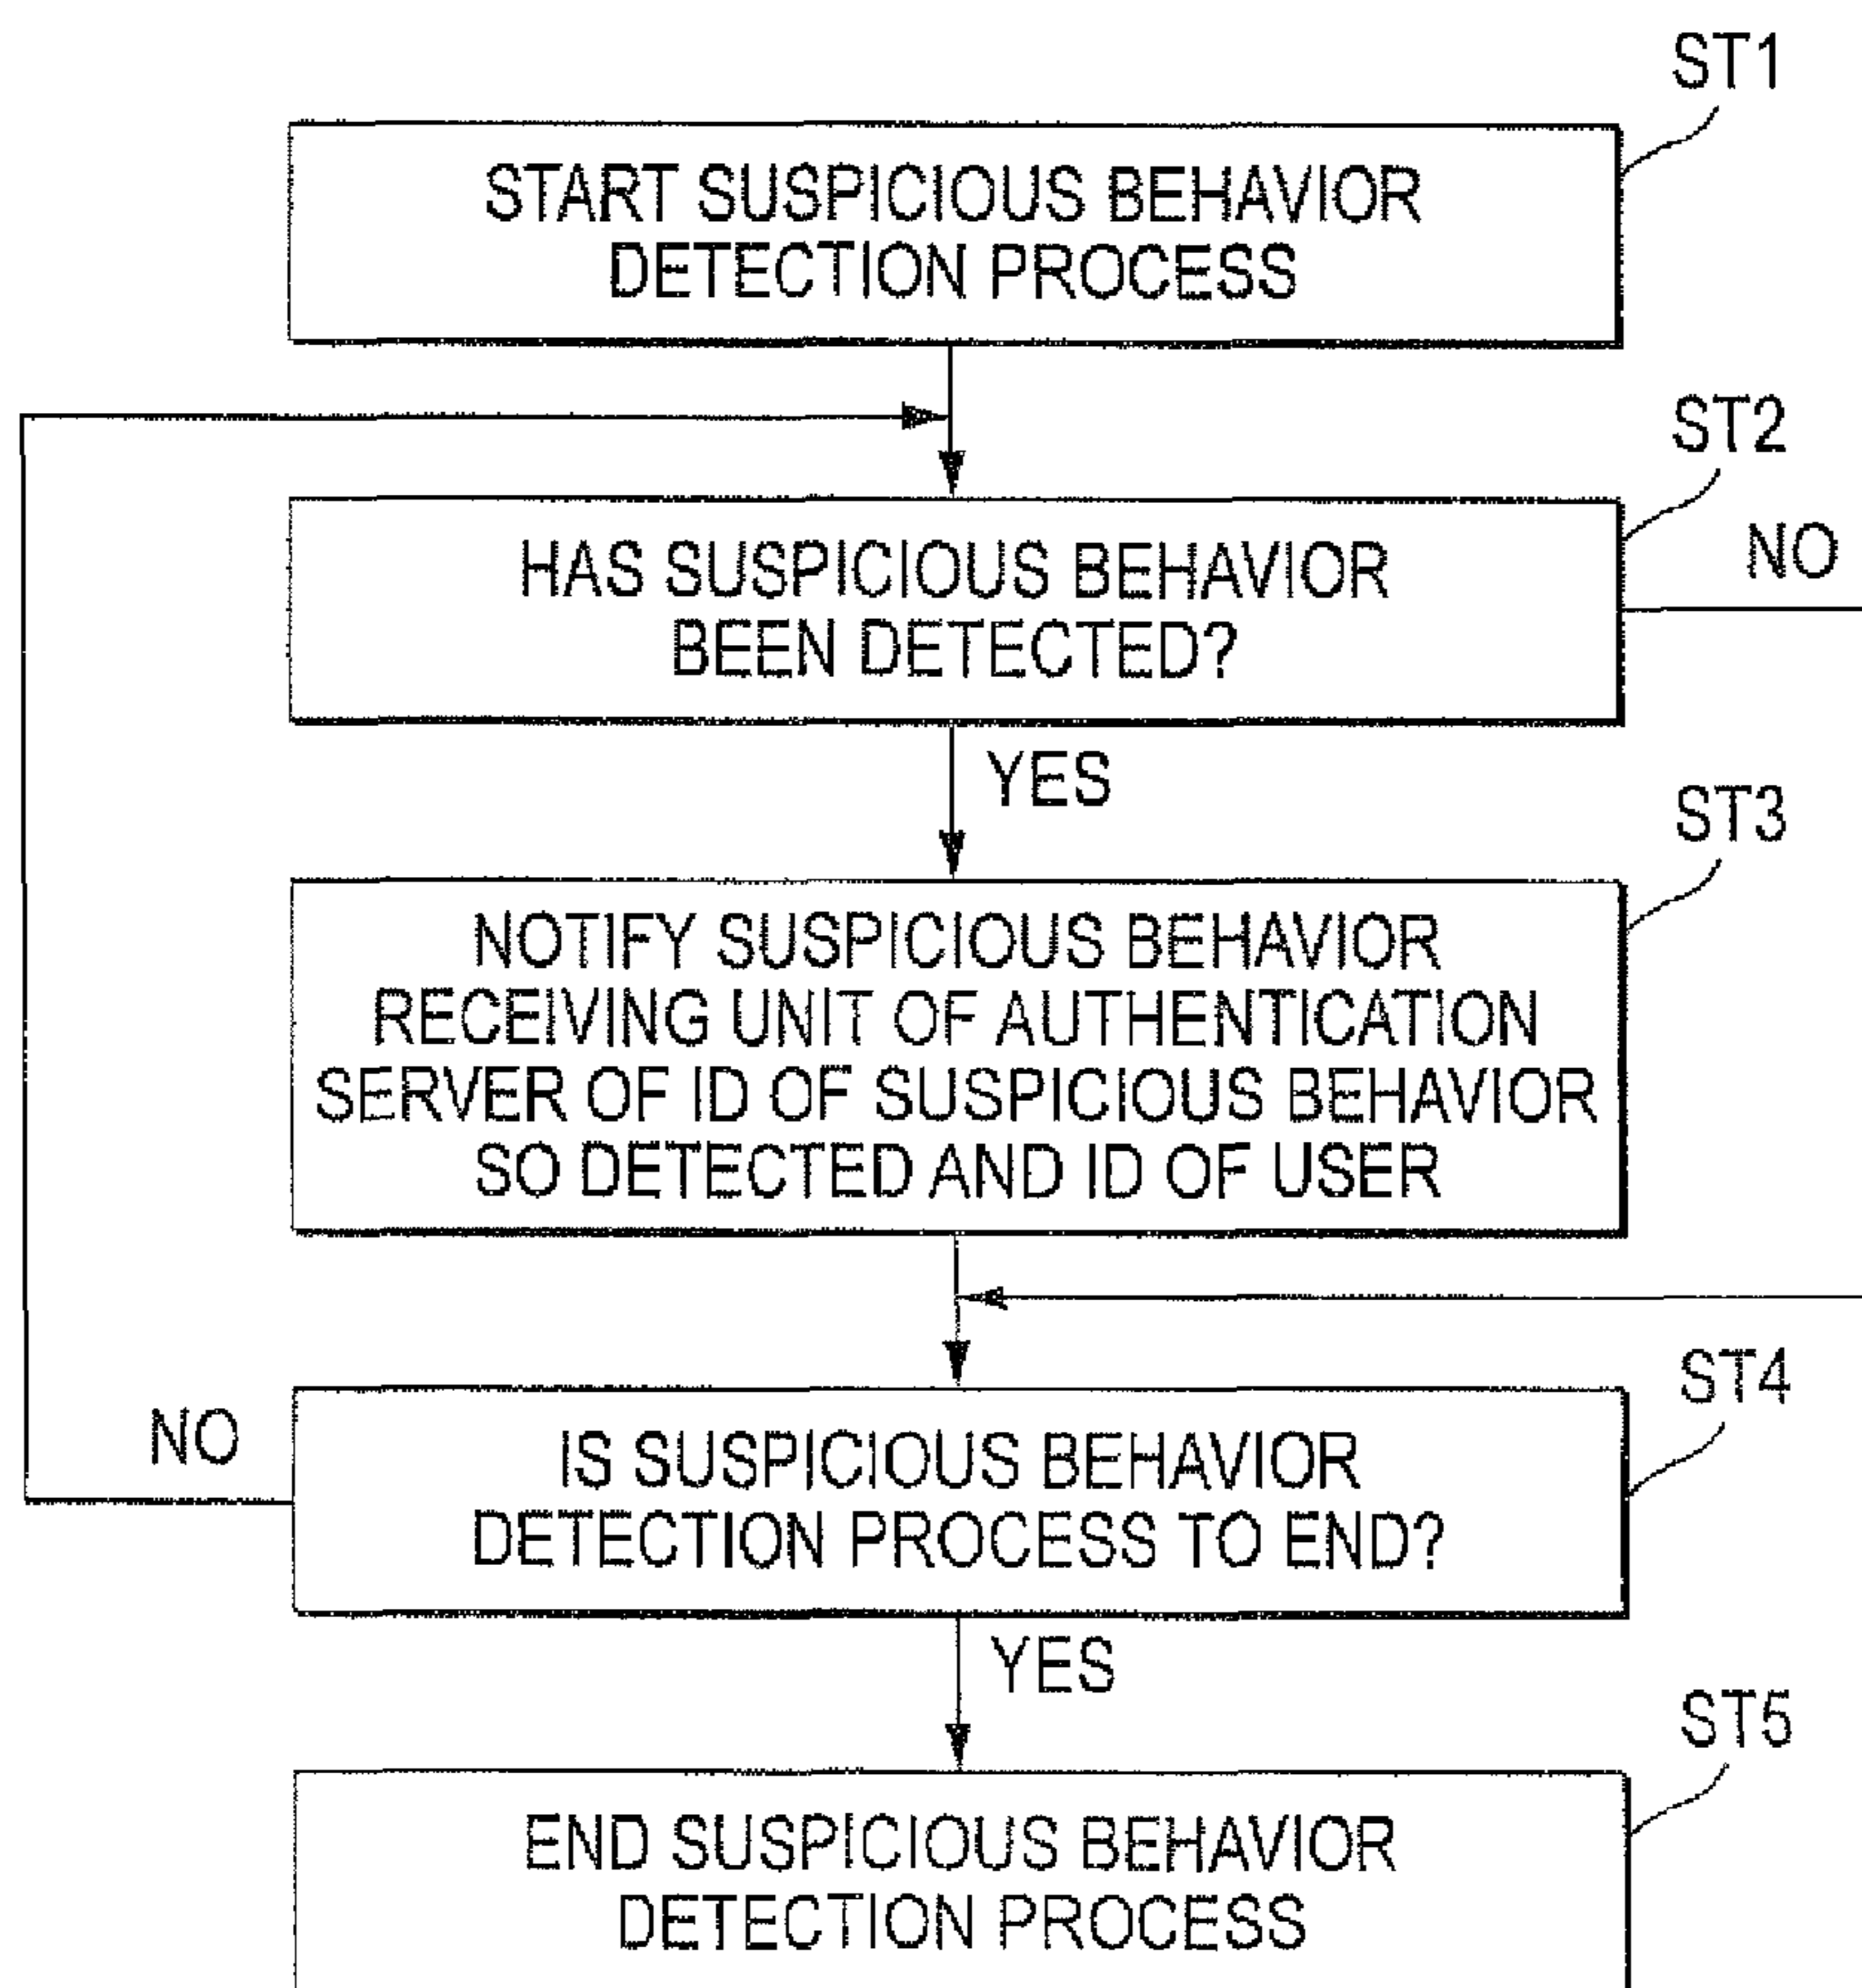 ST1
START SUSPICIOUS BEHAVIOR
DETECTION PROCESS
ST2
HAS SUSPICIOUS BEHAVIOR
BEEN DETECTED?
NO
YES
ST3
NOTIFY SUSPICIOUS BEHAVIOR
RECEIVING UNIT OF AUTHENTICATION
SERVER OF ID OF SUSPICIOUS BEHAVIOR
SO DETECTED AND ID OF USER
ST4
NO
IS SUSPICIOUS BEHAVIOR
DETECTION PROCESS TO END?
YES
ST5
END SUSPICIOUS BEHAVIOR
DETECTION PROCESS